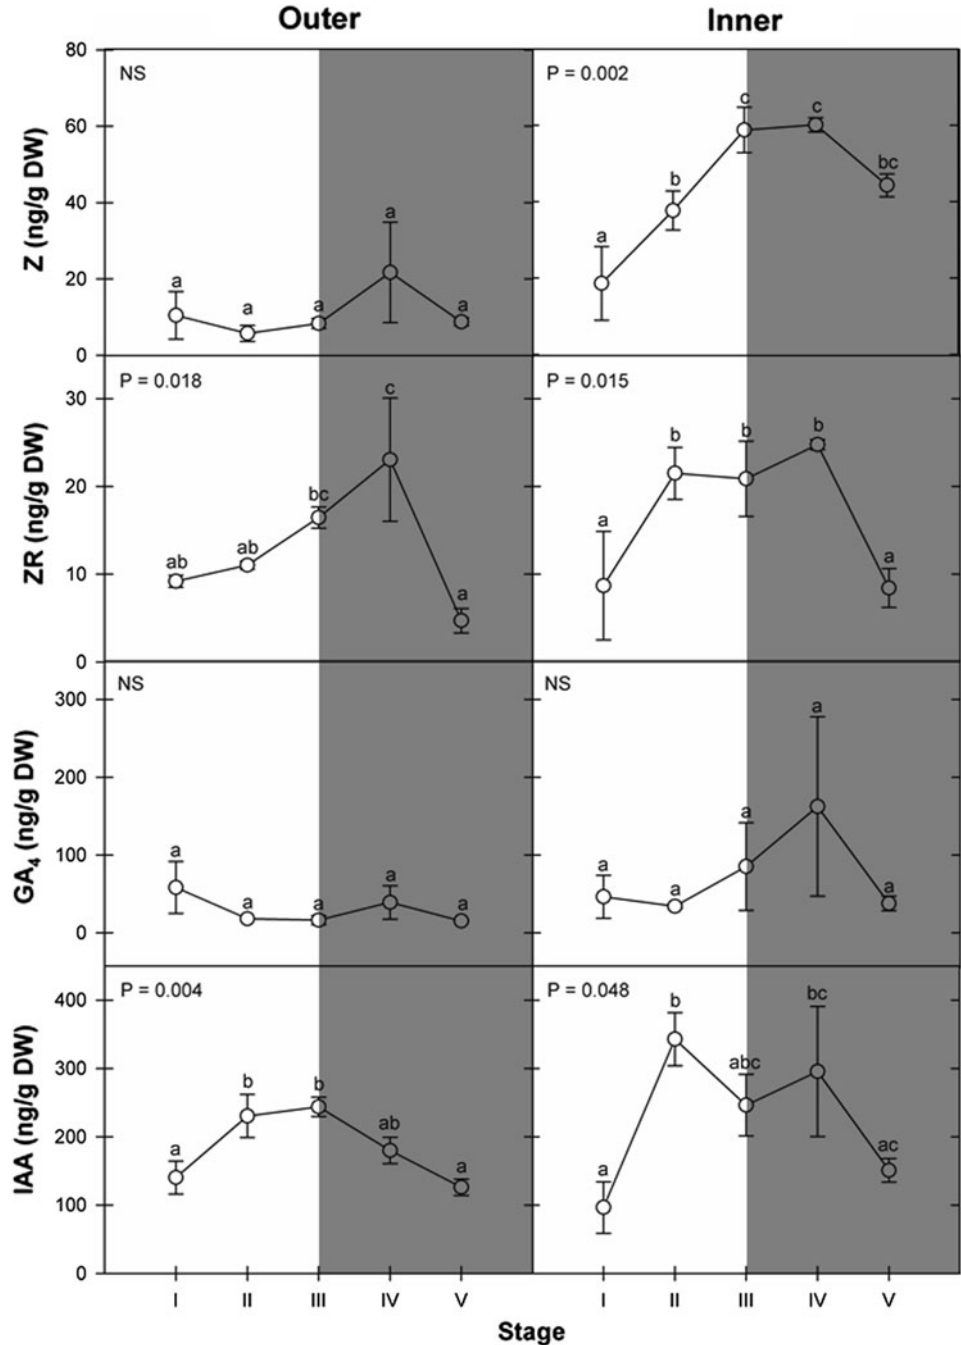 Outer Inner
Z (ng/g DW)
80
60
40
20
0
NS
a a a a a
P = 0.002
a b c c bc
ZR (ng/g DW)
30
20
10
0
P = 0.018
ab ab bc c a
P = 0.015
a b b b a
GA4 (ng/g DW)
300
200
100
0
NS
a a a a a
NS
a a a a a
IAA (ng/g DW)
400
300
200
100
0
P = 0.004
a b b ab a
P = 0.048
a b abc bc ac
I II III IV V I II III IV V
Stage